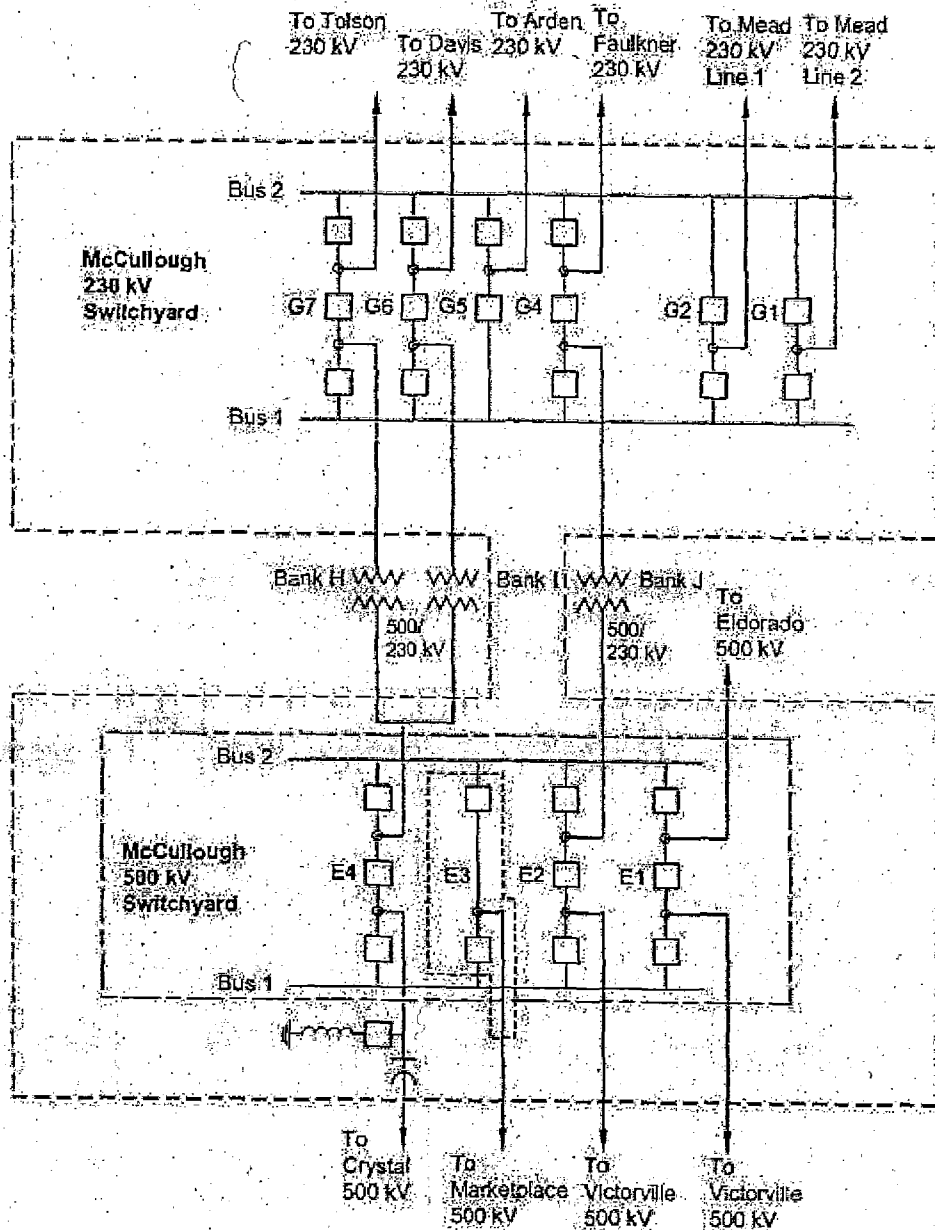 To Tolson
230 kV
To Davis
230 kV
To Arden
230 kV
To
Faulkner
230 kV
To Mead
230 kV
Line 1
To Mead
230 kV
Line 2
Bus 2
McCullough
230 kV
Switchyard
G7
G6
G5
G4
G2
G1
Bus 1
Bank H
Bank I
Bank J
500/
230 kV
500/
230 kV
To
Eldorado
500 kV
Bus 2
McCullough
500 kV
Switchyard
E4
E3
E2
E1
Bus 1
To
Crystal
500 kV
To
Marketplace
500 kV
To
Victorville
500 kV
To
Victorville
500 kV